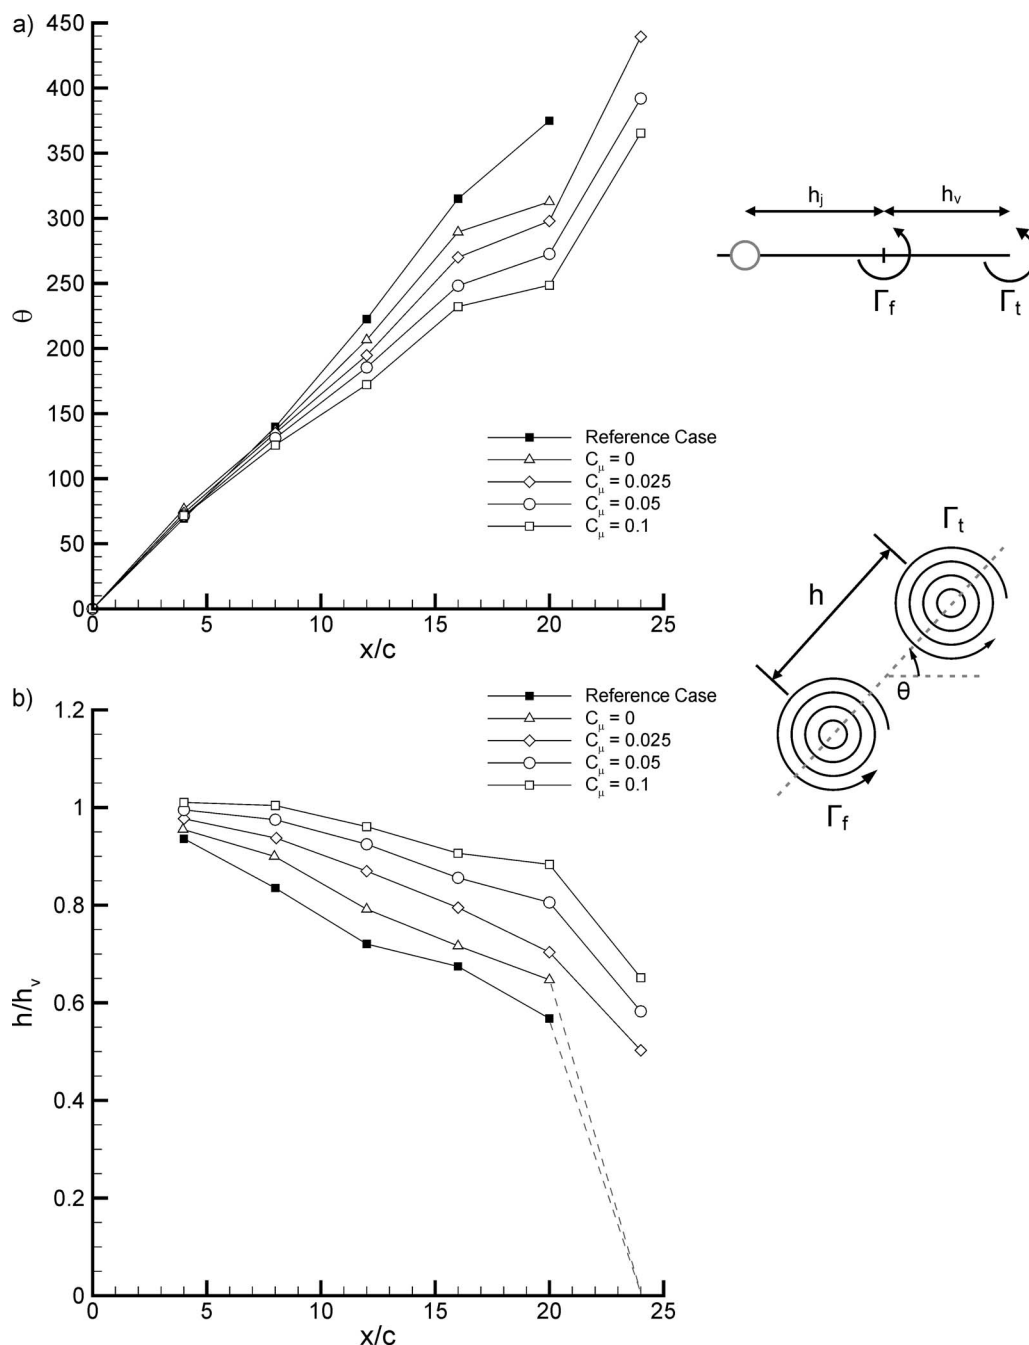 a)
450
400
350
300
250
200
150
100
50
0
θ
0 5 10 15 20 25
x/c
Reference Case
C_μ = 0
C_μ = 0.025
C_μ = 0.05
C_μ = 0.1
h_j h_v
Γ_f Γ_t
Γ_t
h
θ
Γ_f
b)
Reference Case
C_μ = 0
C_μ = 0.025
C_μ = 0.05
C_μ = 0.1
1.2
1
0.8
0.6
0.4
0.2
0
h/h_v
0 5 10 15 20 25
x/c